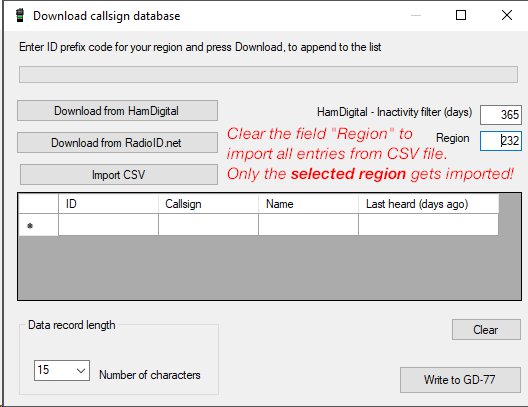 Download callsign database
Enter ID prefix code for your region and press Download, to append to the list
Download from HamDigital
HamDigital - Inactivity filter (days)
365
Download from RadioID.net
Region
232
Import CSV
Clear the field "Region" to
import all entries from CSV file.
Only the selected region gets imported!
ID
Callsign
Name
Last heard (days ago)
Data record length
15
Number of characters
Clear
Write to GD-77